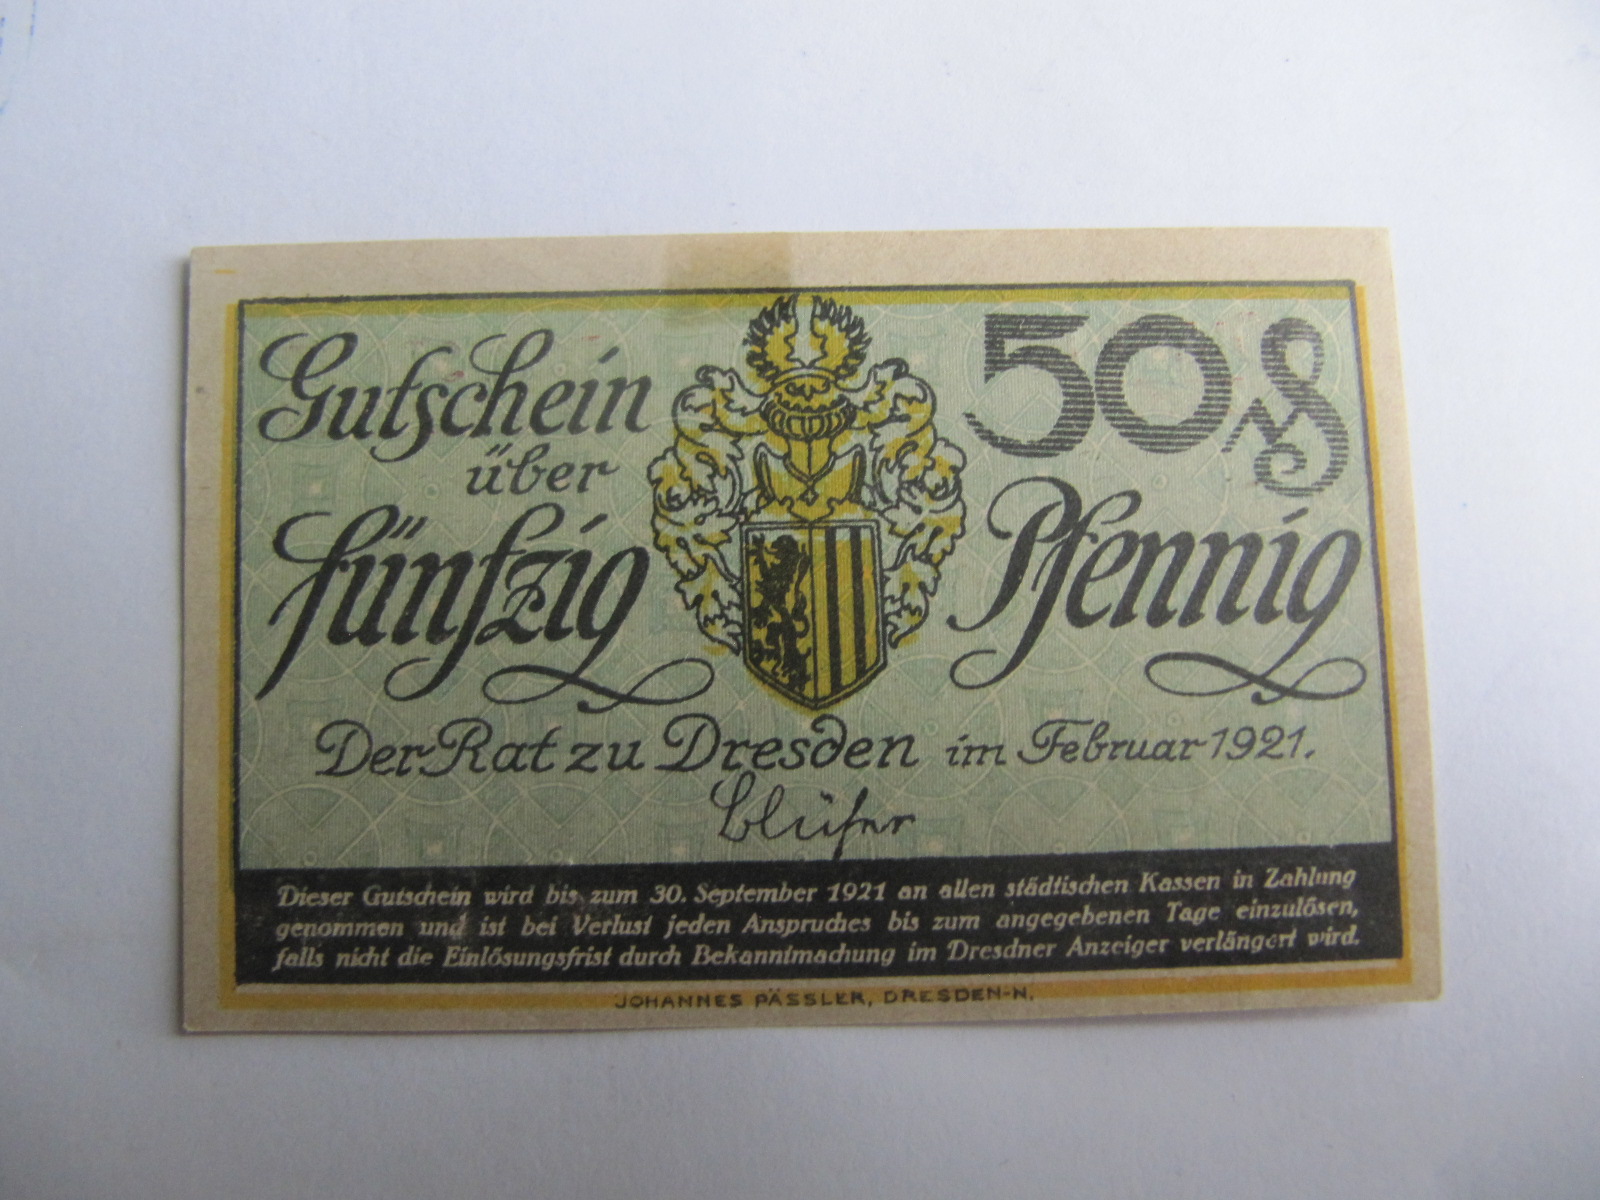 Gutschein
über
fünfzig
50 ₰
Pfennig
Der Rat zu Dresden im Februar 1921.
Blüher
Dieser Gutschein wird bis zum 30. September 1921 an allen städtischen Kassen in Zahlung
genommen und ist bei Verlust jeden Anspruches bis zum angegebenen Tage einzulösen,
falls nicht die Einlösungsfrist durch Bekanntmachung im Dresdner Anzeiger verlängert wird.
JOHANNES PÄSSLER, DRESDEN-N.